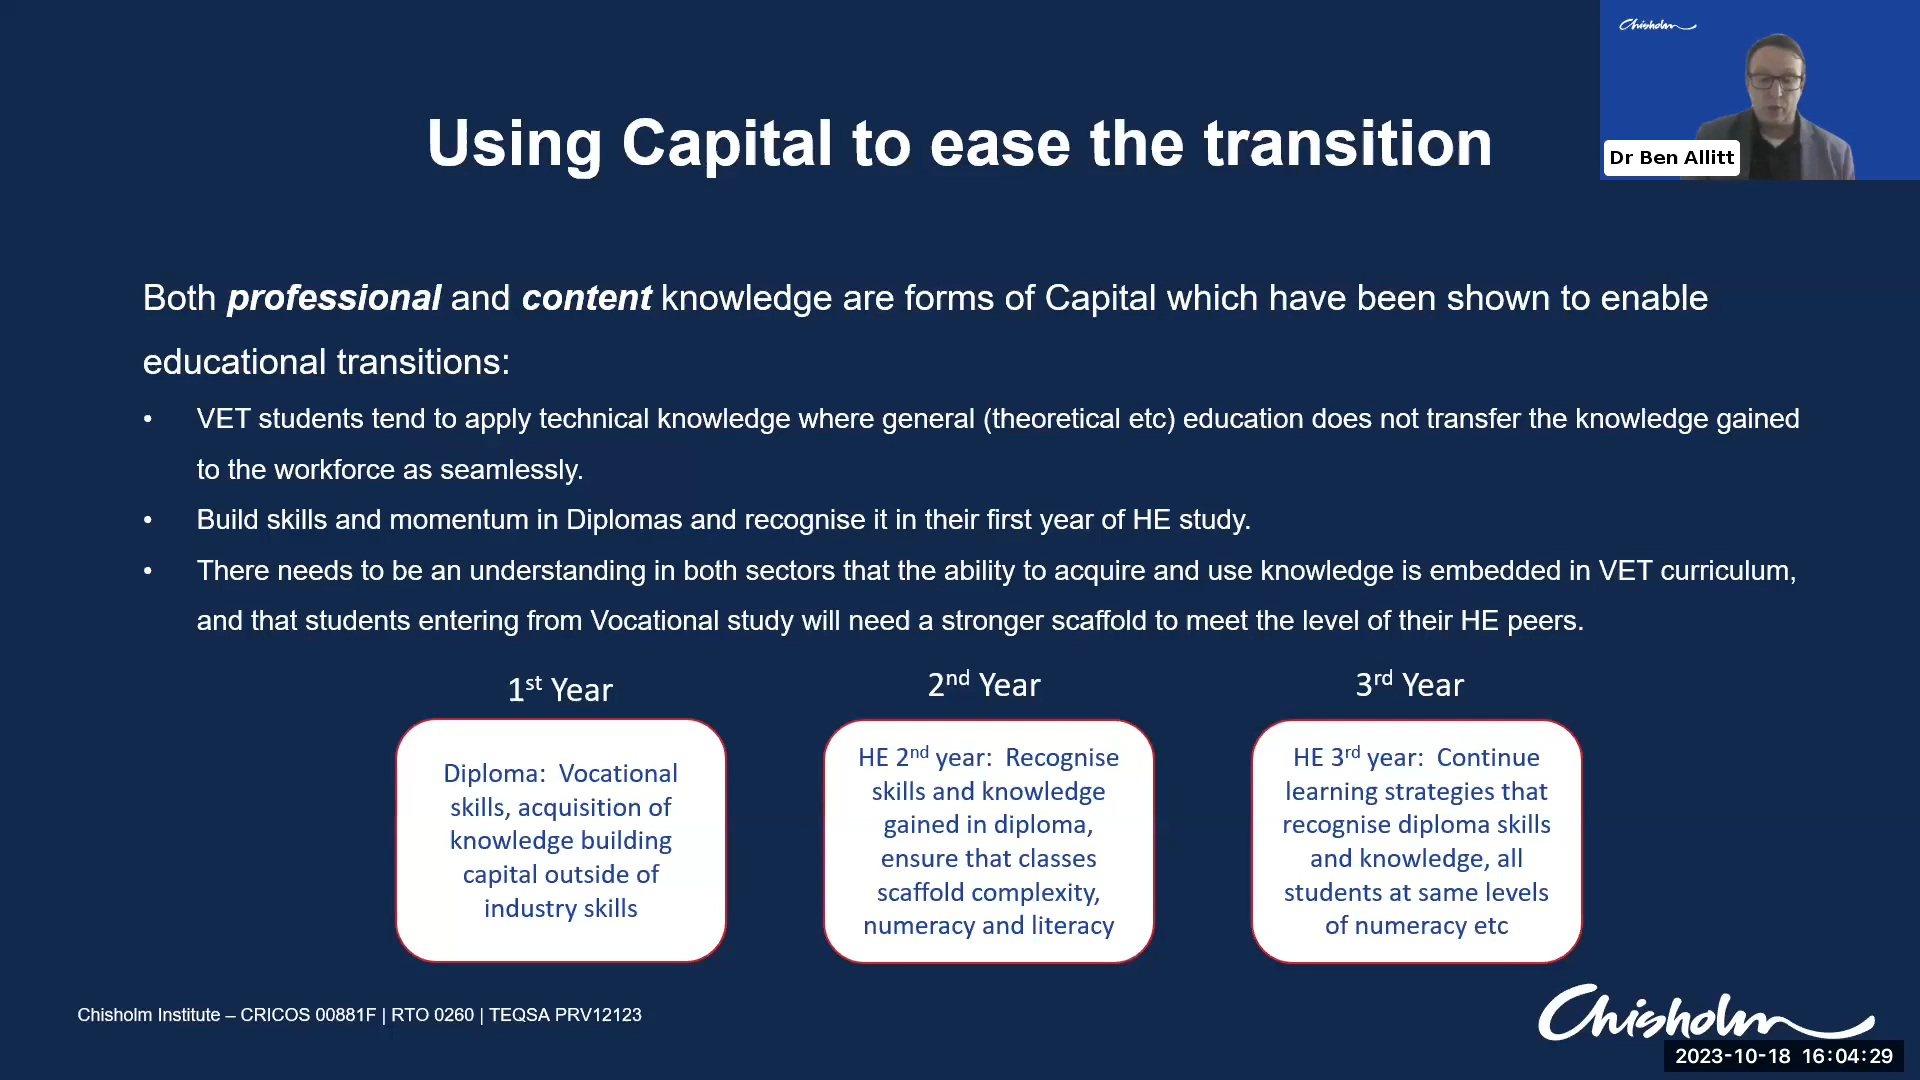 Chisholm
Dr Ben Allitt
Using Capital to ease the transition
Both professional and content knowledge are forms of Capital which have been shown to enable
educational transitions:
• VET students tend to apply technical knowledge where general (theoretical etc) education does not transfer the knowledge gained
to the workforce as seamlessly.
• Build skills and momentum in Diplomas and recognise it in their first year of HE study.
• There needs to be an understanding in both sectors that the ability to acquire and use knowledge is embedded in VET curriculum,
and that students entering from Vocational study will need a stronger scaffold to meet the level of their HE peers.
1st Year
Diploma: Vocational
skills, acquisition of
knowledge building
capital outside of
industry skills
2nd Year
HE 2nd year: Recognise
skills and knowledge
gained in diploma,
ensure that classes
scaffold complexity,
numeracy and literacy
3rd Year
HE 3rd year: Continue
learning strategies that
recognise diploma skills
and knowledge, all
students at same levels
of numeracy etc
Chisholm Institute – CRICOS 00881F | RTO 0260 | TEQSA PRV12123
Chisholm
2023-10-18 16:04:29